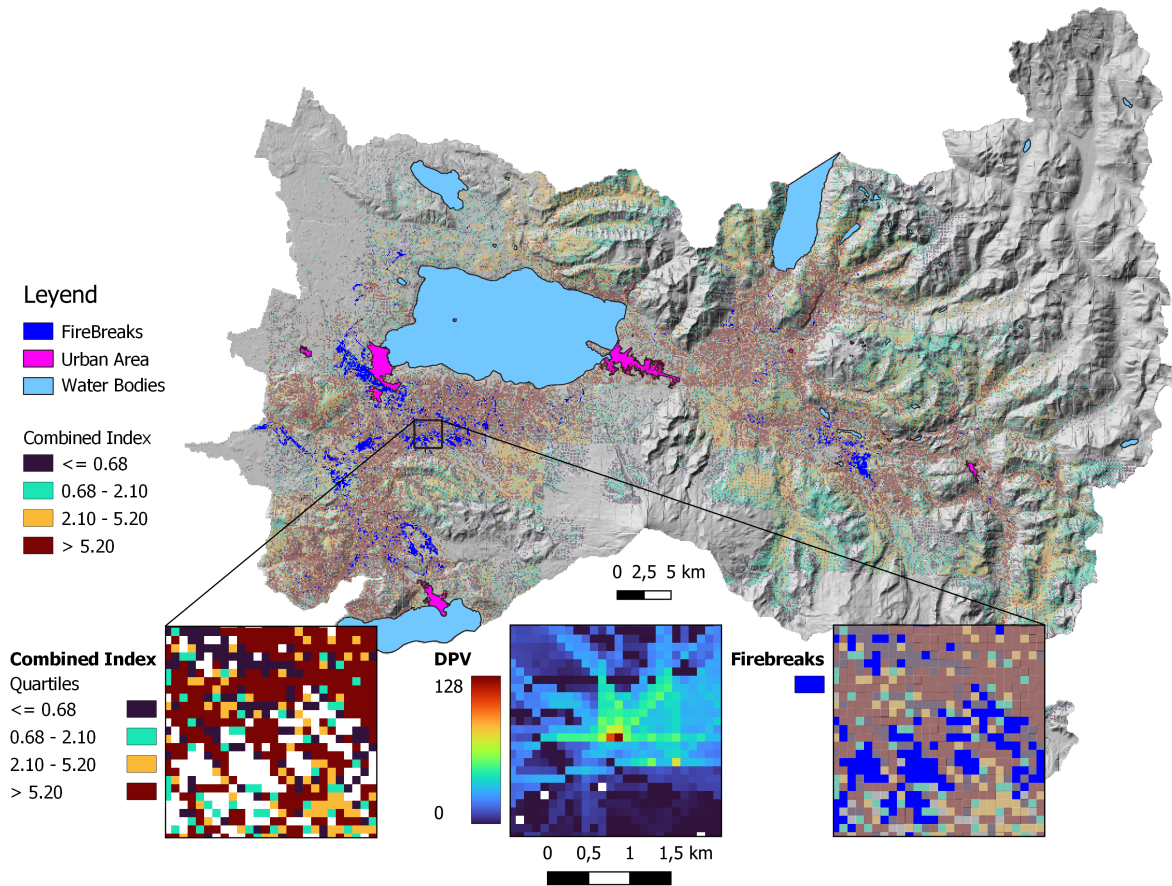 Leyend
FireBreaks
Urban Area
Water Bodies
Combined Index
<= 0.68
0.68 - 2.10
2.10 - 5.20
> 5.20
0 2,5 5 km
Combined Index
Quartiles
<= 0.68
0.68 - 2.10
2.10 - 5.20
> 5.20
DPV
128
0
Firebreaks
0 0,5 1 1,5 km